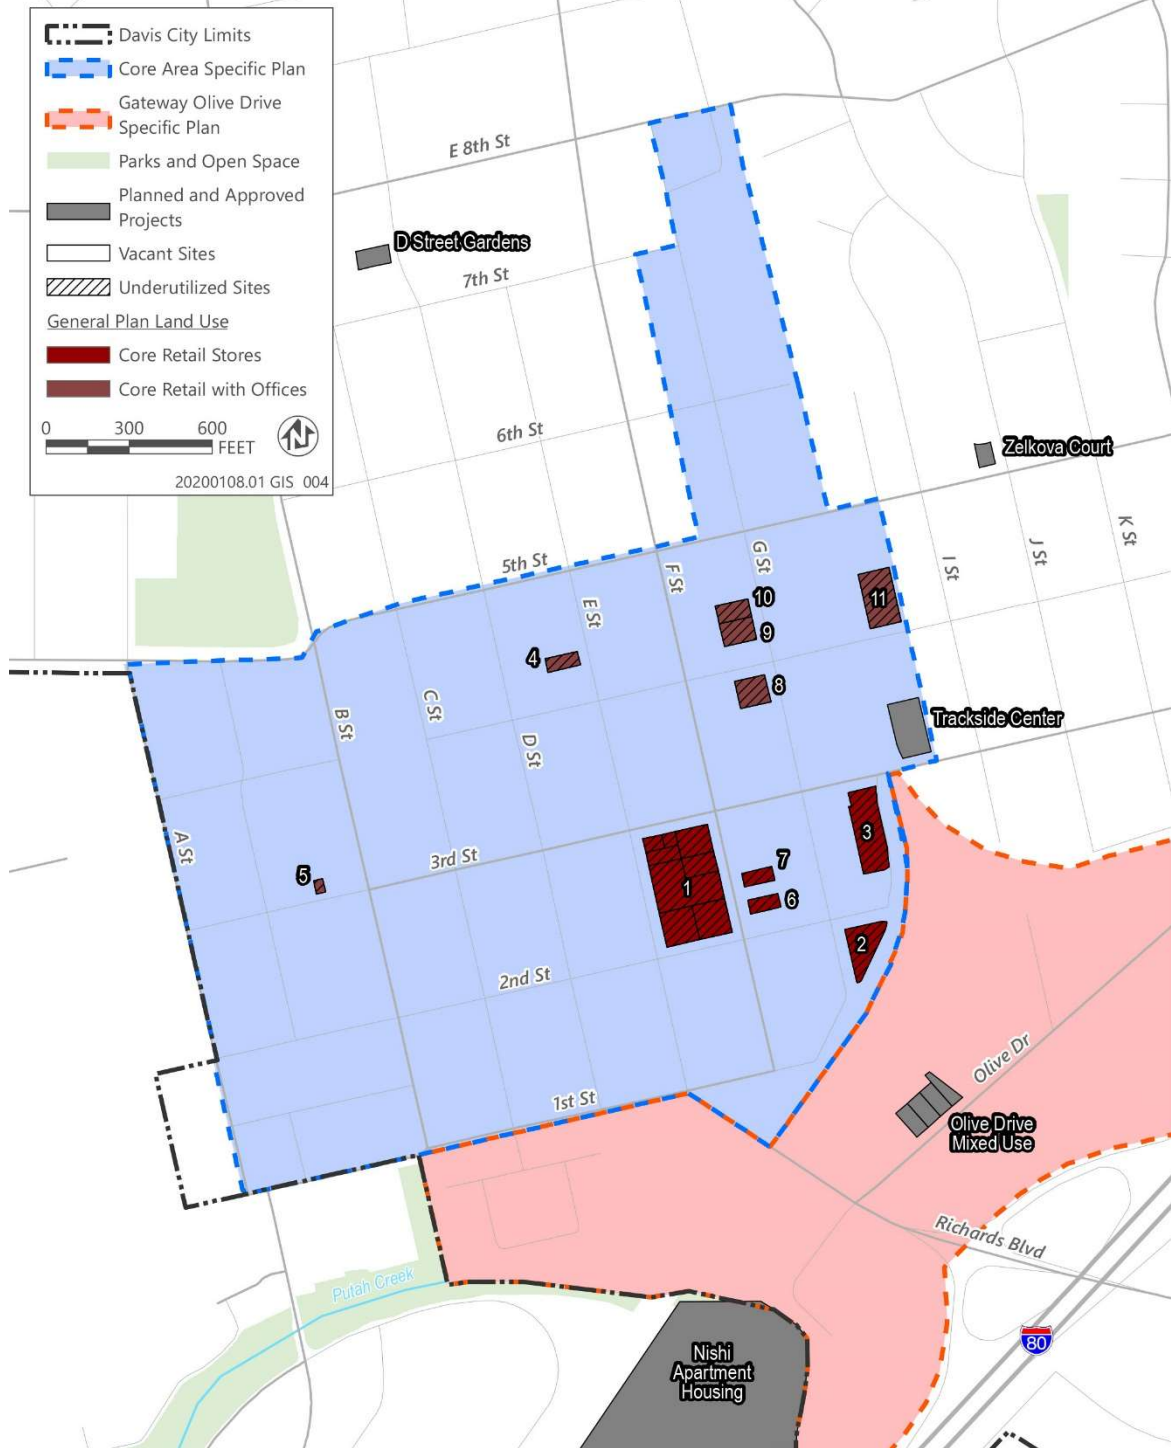 Davis City Limits
Core Area Specific Plan
Gateway Olive Drive
Specific Plan
Parks and Open Space
Planned and Approved
Projects
Vacant Sites
Underutilized Sites
General Plan Land Use
Core Retail Stores
Core Retail with Offices
0 300 600
FEET
N
20200108.01 GIS 004
E 8th St
D Street Gardens
7th St
6th St
Zelkova Court
5th St
E St
F St
G St
I St
J St
K St
10
9
11
4
8
C St
B St
D St
Trackside Center
A St
3rd St
3
5
1
7
6
2
2nd St
Olive Dr
1st St
Olive Drive
Mixed Use
Richards Blvd
Putah Creek
80
Nishi
Apartment
Housing